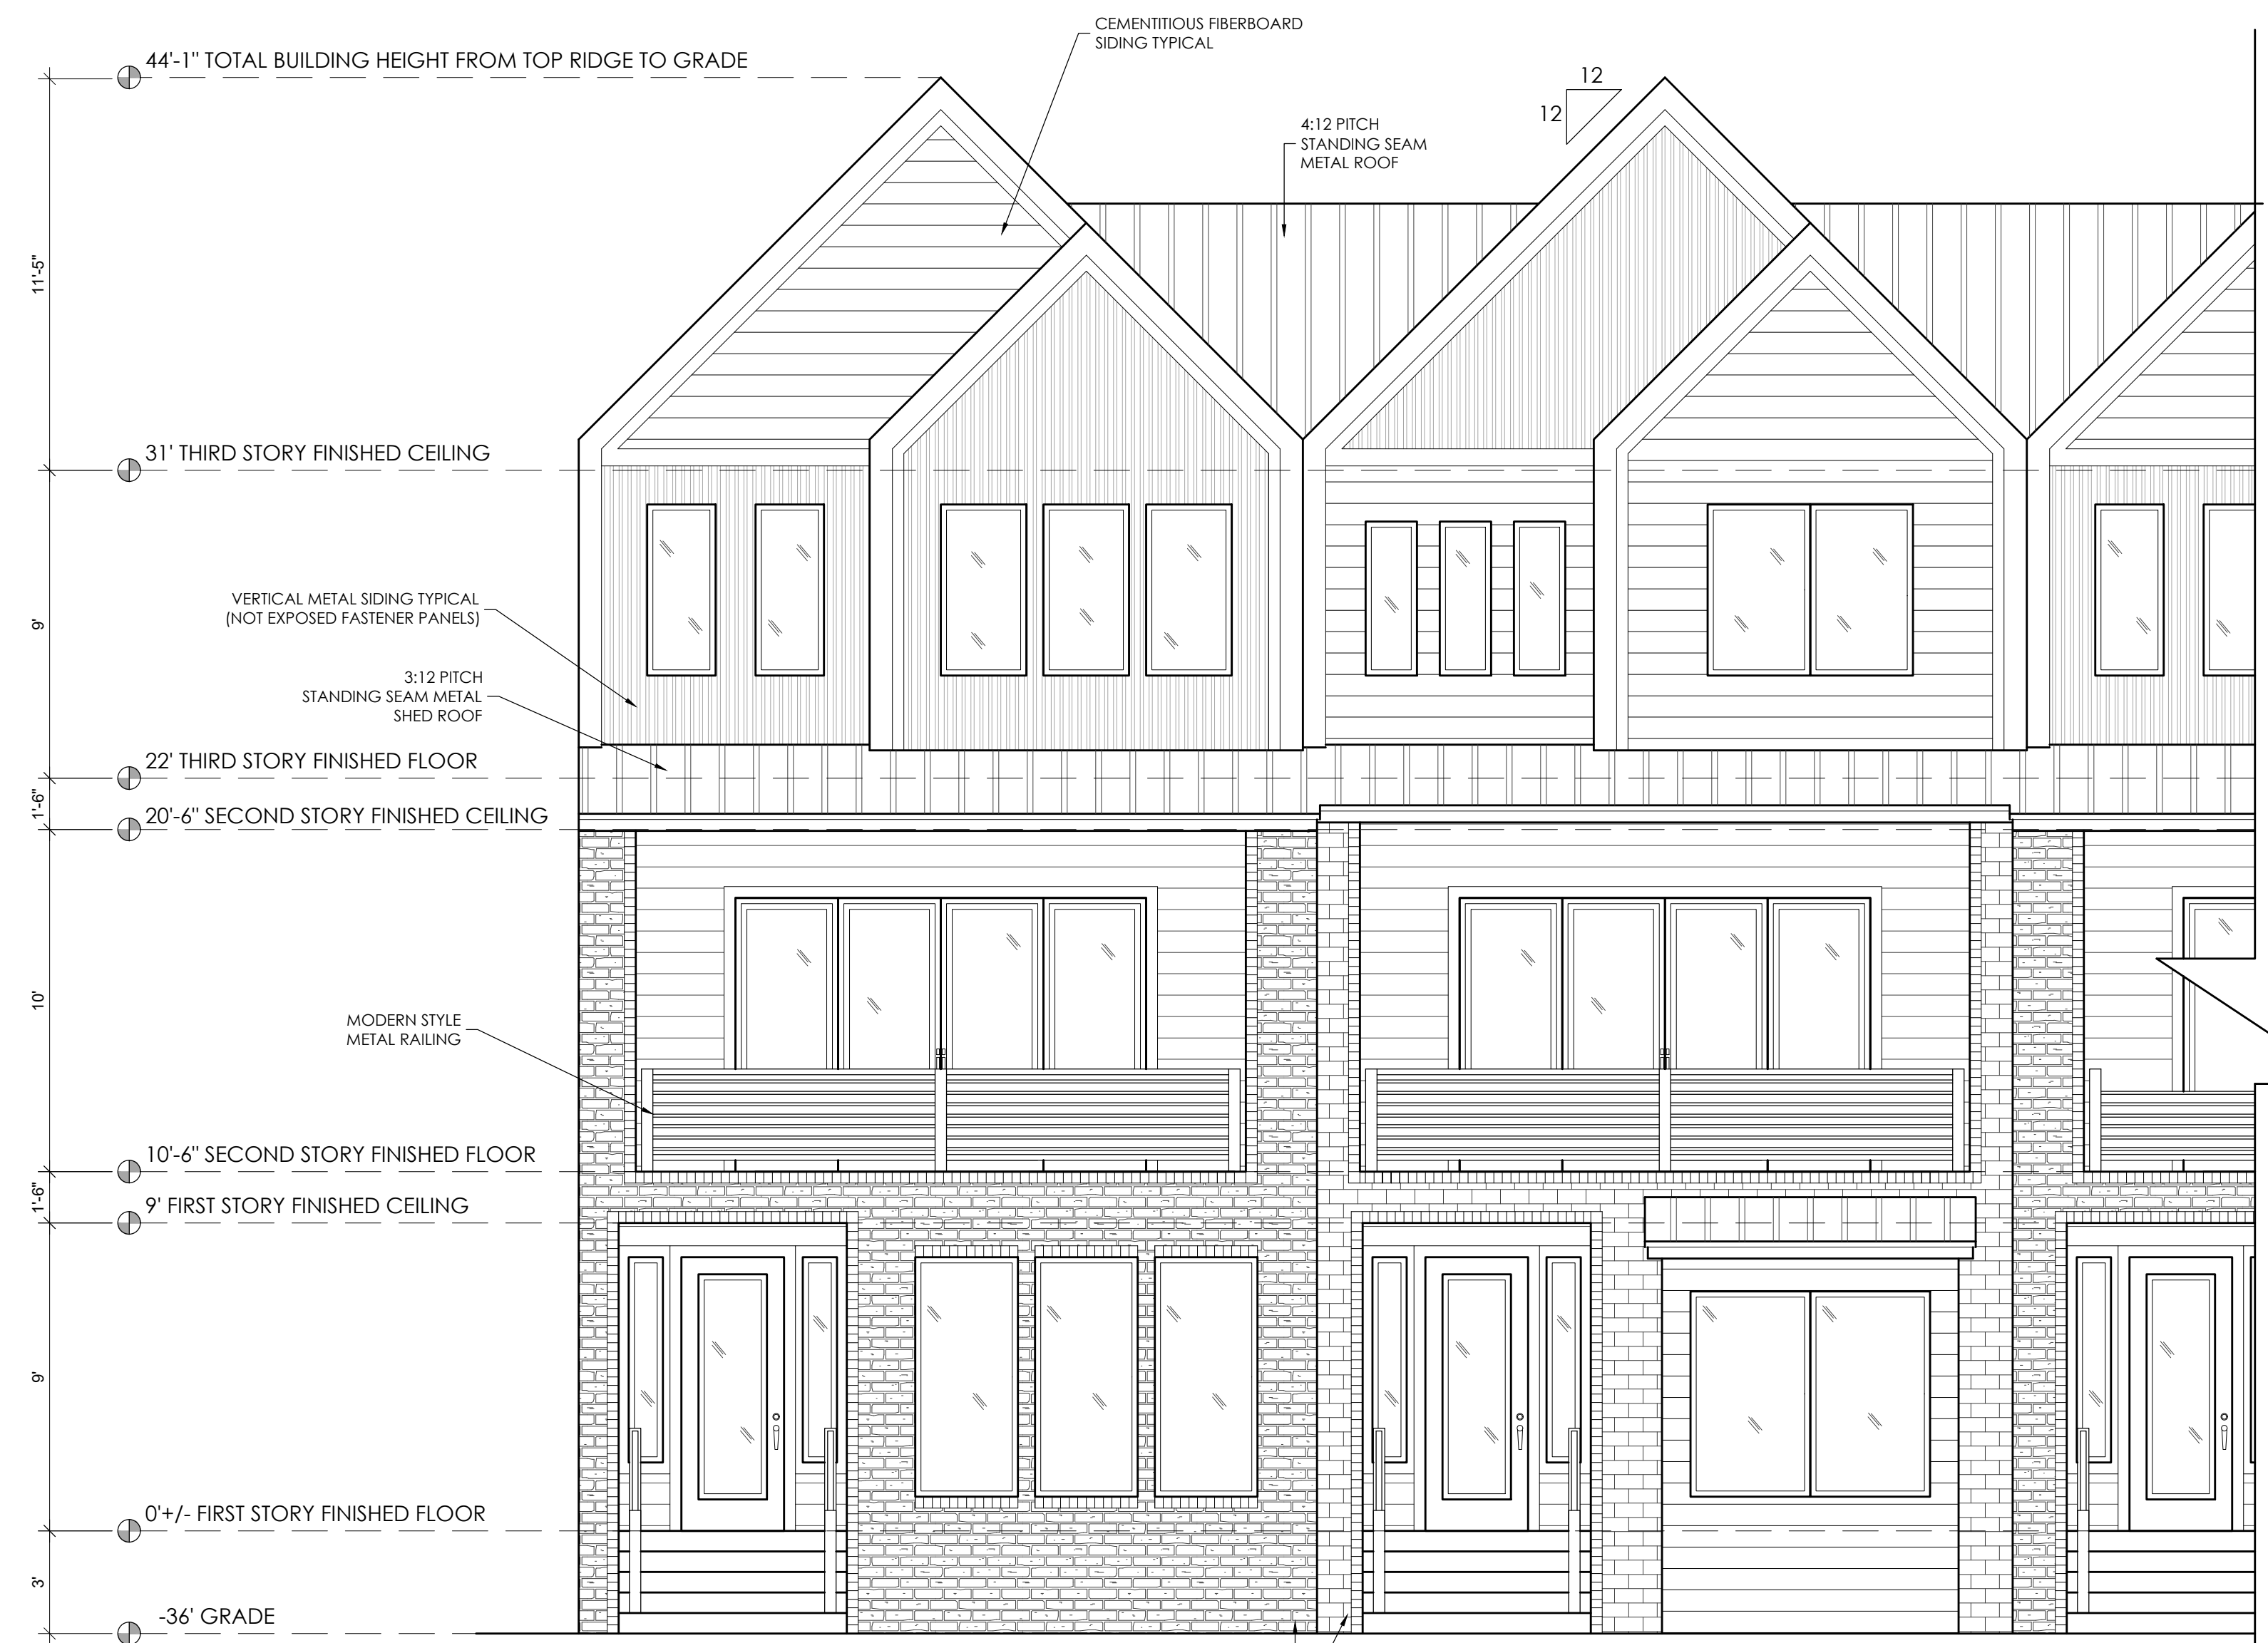 CEMENTITIOUS FIBERBOARD
SIDING TYPICAL
44'-1" TOTAL BUILDING HEIGHT FROM TOP RIDGE TO GRADE
12
12
4:12 PITCH
STANDING SEAM
METAL ROOF
11'-5"
31' THIRD STORY FINISHED CEILING
9'
VERTICAL METAL SIDING TYPICAL
(NOT EXPOSED FASTENER PANELS)
3:12 PITCH
STANDING SEAM METAL
SHED ROOF
22' THIRD STORY FINISHED FLOOR
1'-6"
20'-6" SECOND STORY FINISHED CEILING
10'
MODERN STYLE
METAL RAILING
10'-6" SECOND STORY FINISHED FLOOR
1'-6"
9' FIRST STORY FINISHED CEILING
9'
0'+/- FIRST STORY FINISHED FLOOR
3'
-36' GRADE